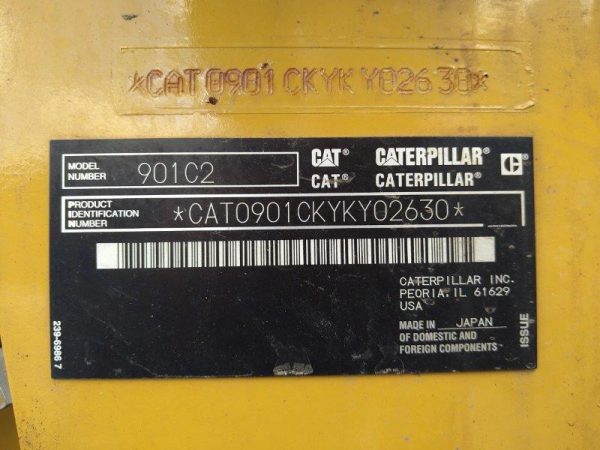 *CAT0901CKYKY02630*
MODEL NUMBER 901C2
CAT® CATERPILLAR®
CAT® CATERPILLAR®
PRODUCT IDENTIFICATION NUMBER *CAT0901CKYKY02630*
CATERPILLAR INC.
PEORIA, IL 61629
USA
MADE IN JAPAN
OF DOMESTIC AND
FOREIGN COMPONENTS
ISSUE
239-6986 7